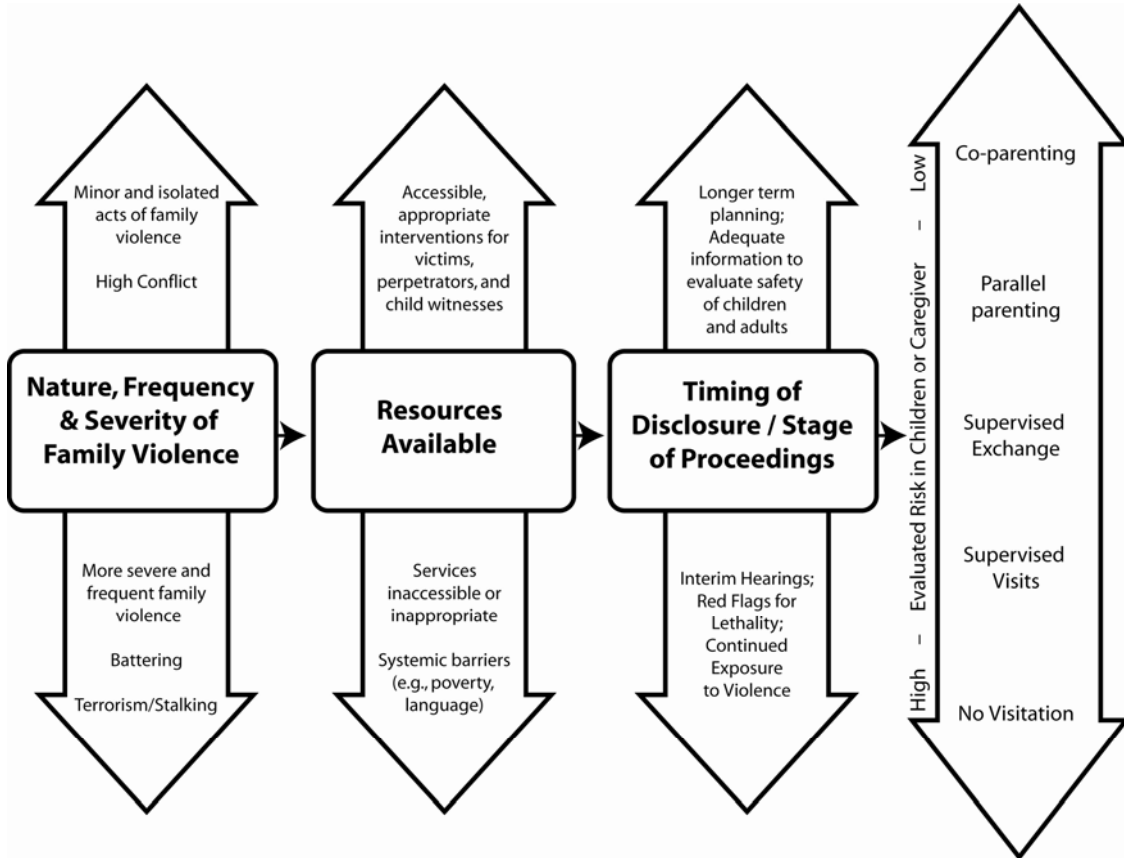 Minor and isolated
acts of family
violence
High Conflict
Nature, Frequency
& Severity of
Family Violence
More severe and
frequent family
violence
Battering
Terrorism/Stalking
Accessible,
appropriate
interventions for
victims,
perpetrators, and
child witnesses
Resources
Available
Services
inaccessible or
inappropriate
Systemic barriers
(e.g., poverty,
language)
Longer term
planning;
Adequate
information to
evaluate safety
of children
and adults
Timing of
Disclosure / Stage
of Proceedings
Interim Hearings;
Red Flags for
Lethality;
Continued
Exposure
to Violence
High – Evaluated Risk in Children or Caregiver – Low
Co-parenting
Parallel
parenting
Supervised
Exchange
Supervised
Visits
No Visitation